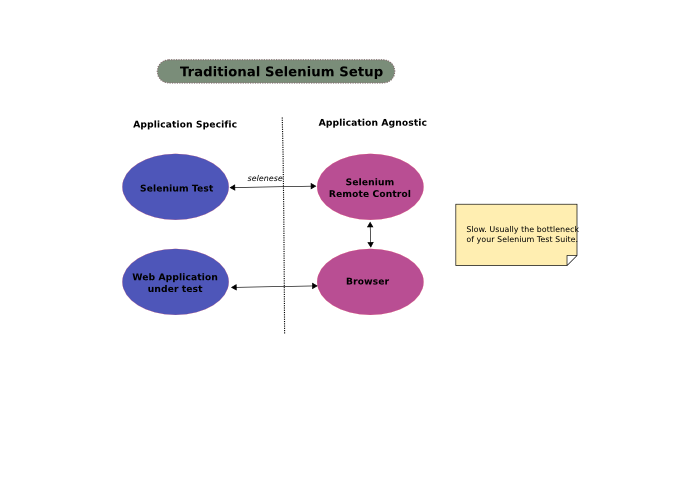 Traditional Selenium Setup
Application Specific
Application Agnostic
selenese
Selenium Test
Selenium
Remote Control
Slow. Usually the bottleneck
of your Selenium Test Suite.
Web Application
under test
Browser